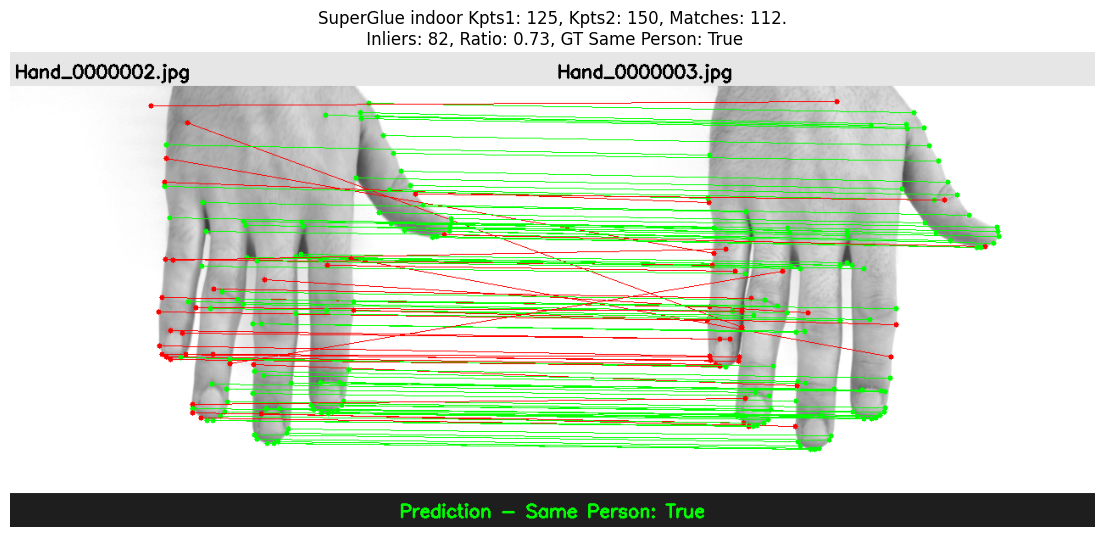 SuperGlue indoor Kpts1: 125, Kpts2: 150, Matches: 112.
Inliers: 82, Ratio: 0.73, GT Same Person: True
Hand_0000002.jpg
Hand_0000003.jpg
Prediction - Same Person: True